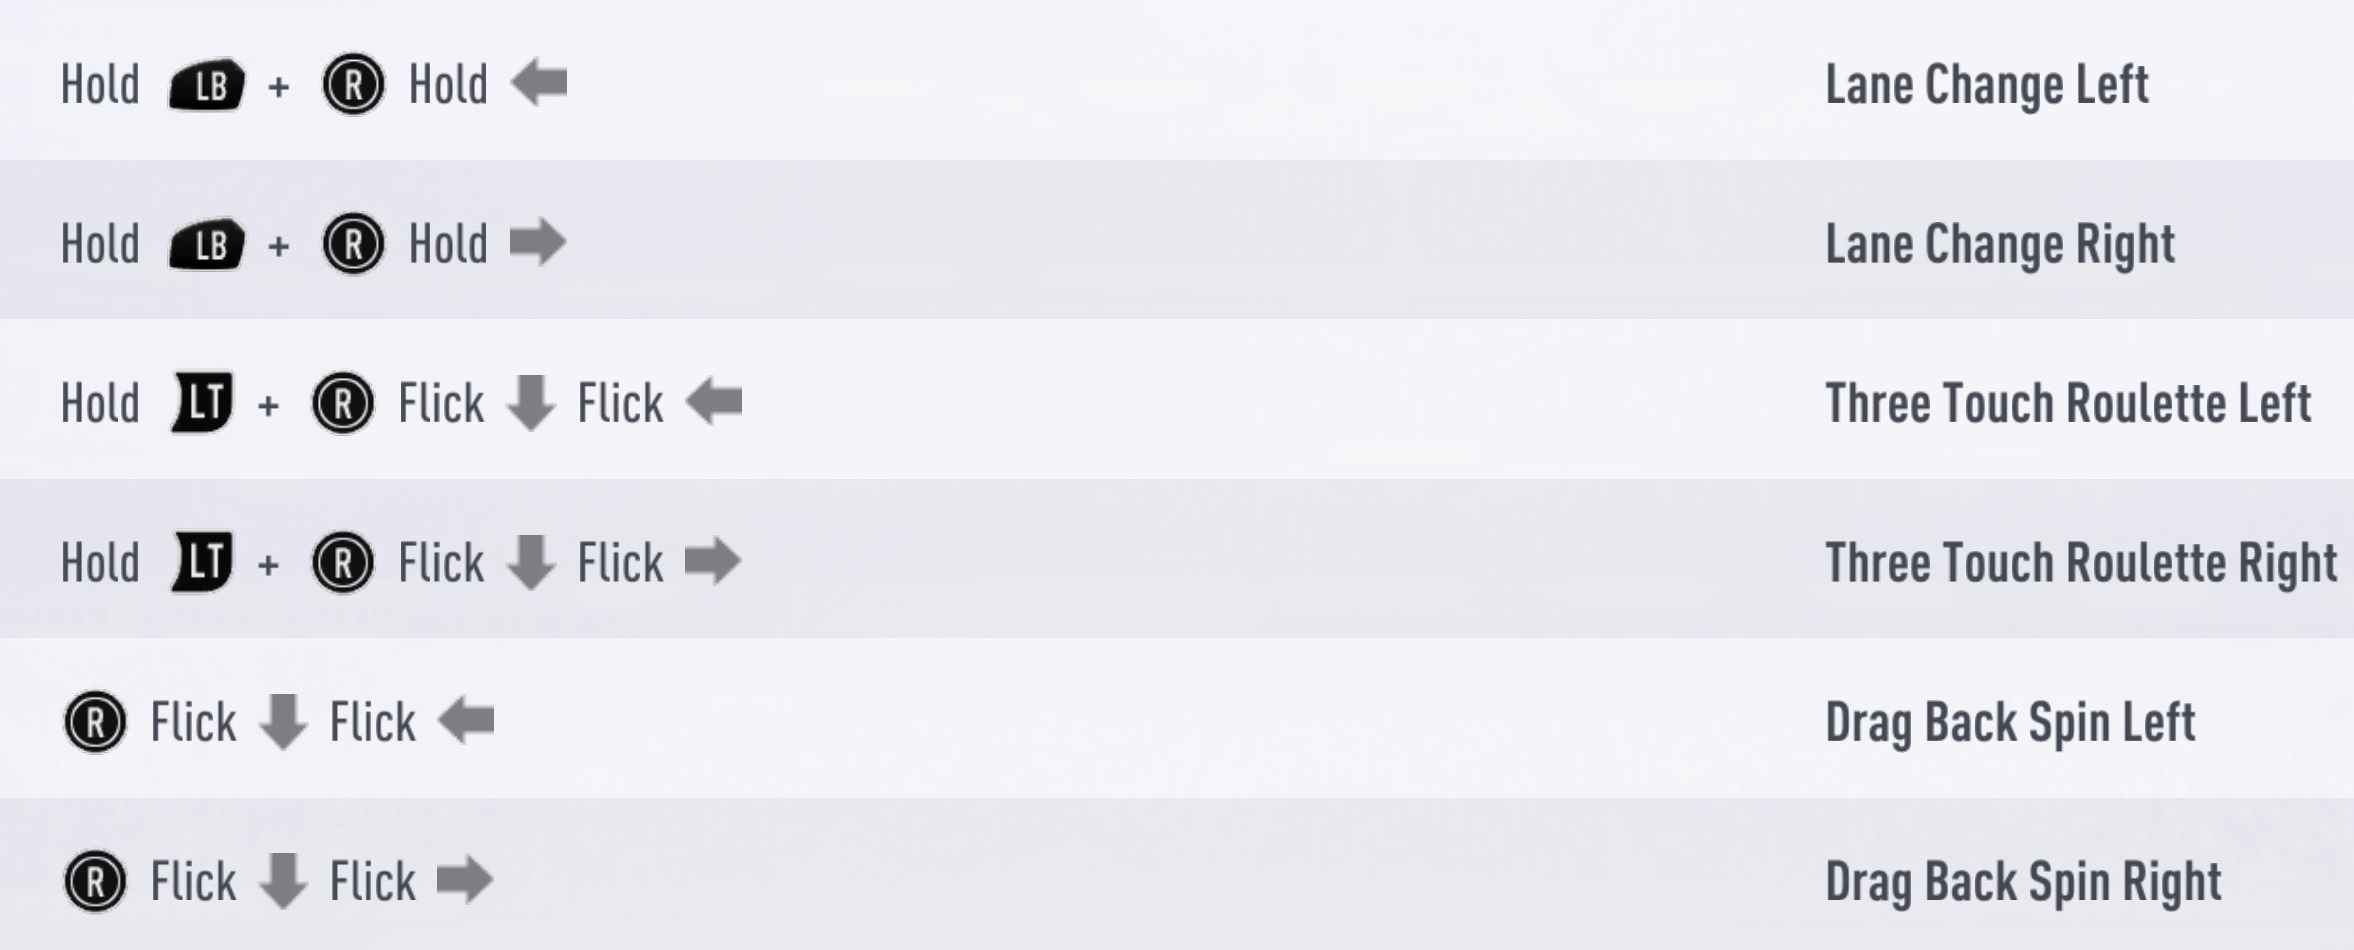 Hold LB + R Hold Lane Change Left
Hold LB + R Hold Lane Change Right
Hold LT + R Flick Flick Three Touch Roulette Left
Hold LT + R Flick Flick Three Touch Roulette Right
R Flick Flick Drag Back Spin Left
R Flick Flick Drag Back Spin Right